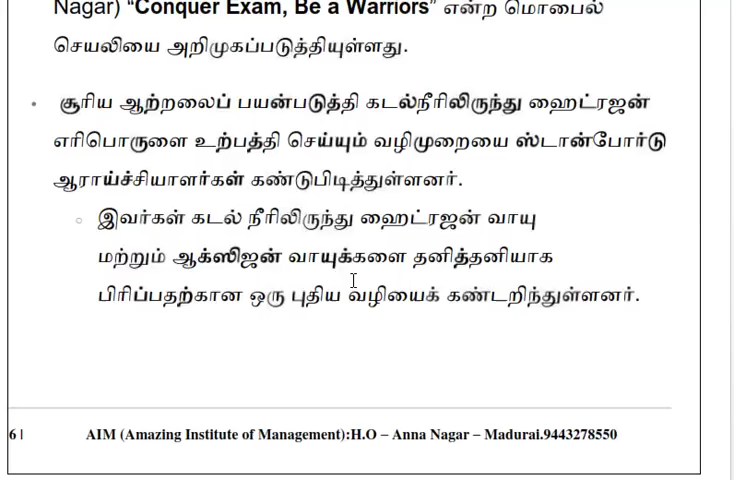 Nagar) “Conquer Exam, Be a Warriors” என்ற மொபைல்
செயலியை அறிமுகப்படுத்தியுள்ளது.
• சூரிய ஆற்றலைப் பயன்படுத்தி கடல்நீரிலிருந்து ஹைட்ரஜன்
எரிபொருளை உற்பத்தி செய்யும் வழிமுறையை ஸ்டான்போர்டு
ஆராய்ச்சியாளர்கள் கண்டுபிடித்துள்ளனர்.
○ இவர்கள் கடல் நீரிலிருந்து ஹைட்ரஜன் வாயு
மற்றும் ஆக்ஸிஜன் வாயுக்களை தனித்தனியாக
பிரிப்பதற்கான ஒரு புதிய வழியைக் கண்டறிந்துள்ளனர்.
6 | AIM (Amazing Institute of Management):H.O – Anna Nagar – Madurai.9443278550